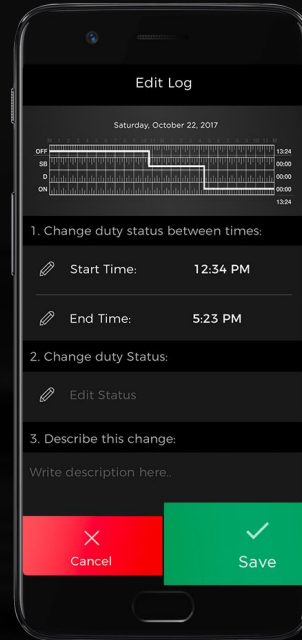 Edit Log
Saturday, October 22, 2017
OFF 13:24
SB 00:00
D 00:00
ON 00:00
13:24
1. Change duty status between times:
Start Time: 12:34 PM
End Time: 5:23 PM
2. Change duty Status:
Edit Status
3. Describe this change:
Write description here..
Cancel
Save